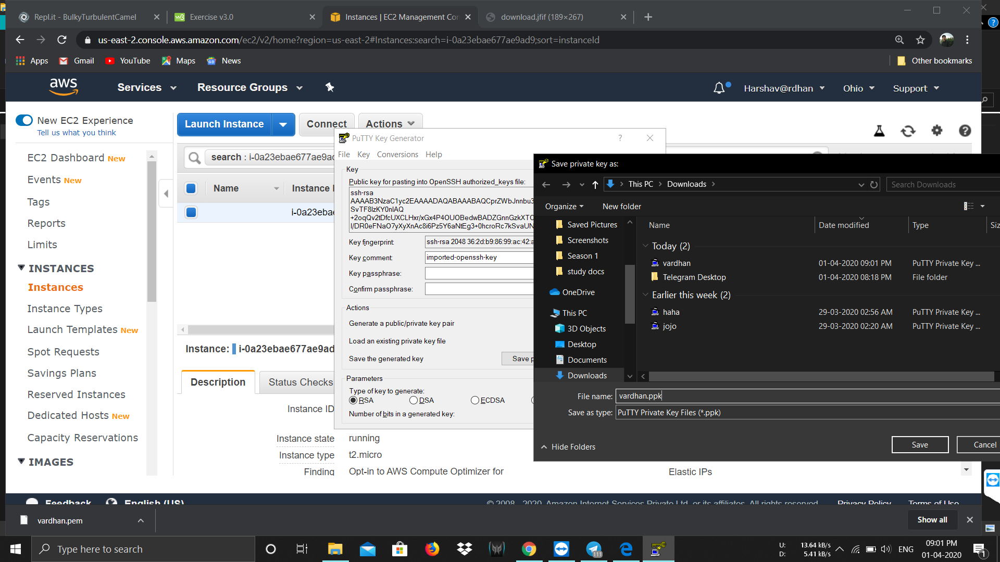 Repl.it - BulkyTurbulentCamel
Exercise v3.0
Instances | EC2 Management Con
download.jfif (189×267)
us-east-2.console.aws.amazon.com/ec2/v2/home?region=us-east-2#Instances:search=i-0a23ebae677ae9ad9;sort=instanceId
Apps
Gmail
YouTube
Maps
News
Other bookmarks
aws
Services
Resource Groups
Harshav@rdhan
Ohio
Support
New EC2 Experience
Tell us what you think
EC2 Dashboard New
Events New
Tags
Reports
Limits
INSTANCES
Instances
Instance Types
Launch Templates New
Spot Requests
Savings Plans
Reserved Instances
Dedicated Hosts New
Capacity Reservations
IMAGES
Launch Instance
Connect
Actions
search : i-0a23ebae677ae9ad
Name
Instance I
i-0a23ebae
Instance: i-0a23ebae677ae9ad
Description
Status Checks
Instance ID
Instance state
running
Instance type
t2.micro
Finding
Opt-in to AWS Compute Optimizer for
Elastic IPs
PuTTY Key Generator
?
File
Key
Conversions
Help
Key
Public key for pasting into OpenSSH authorized_keys file:
ssh-rsa
AAAAB3NzaC1yc2EAAAADAQABAAABAQCprZWbJnnbu3
SvTF8IzKY0nlAQ
+2oqQv2tDfcUXCLHxr/xGx4P4OUOBedwBADZGnnGzkXTC
I/DR0eFNaO7yXyXnAc8i6Pz5Y6aNtEg3+0hcroRc7kSvaUN
Key fingerprint:
ssh-rsa 2048 36:2d:b9:86:99:ac:42:a
Key comment:
imported-openssh-key
Key passphrase:
Confirm passphrase:
Actions
Generate a public/private key pair
Load an existing private key file
Save the generated key
Save p
Parameters
Type of key to generate:
RSA
DSA
ECDSA
Number of bits in a generated key:
Save private key as:
This PC
Downloads
Search Downloads
Organize
New folder
Saved Pictures
Screenshots
Season 1
study docs
OneDrive
This PC
3D Objects
Desktop
Documents
Downloads
Name
Date modified
Type
Siz
Today (2)
vardhan
01-04-2020 09:01 PM
PuTTY Private Key ...
Telegram Desktop
01-04-2020 08:18 PM
File folder
Earlier this week (2)
haha
29-03-2020 02:56 AM
PuTTY Private Key ...
jojo
29-03-2020 02:20 AM
PuTTY Private Key ...
File name:
vardhan.ppk
Save as type:
PuTTY Private Key Files (*.ppk)
Hide Folders
Save
Cancel
Feedback
English (US)
© 2008 - 2020, Amazon Internet Services Private Ltd. or its affiliates. All rights reserved.
Privacy Policy
Terms of Use
vardhan.pem
Show all
Type here to search
111
U:
13.64 kB/s
D:
5.41 kB/s
ENG
09:01 PM
01-04-2020
1